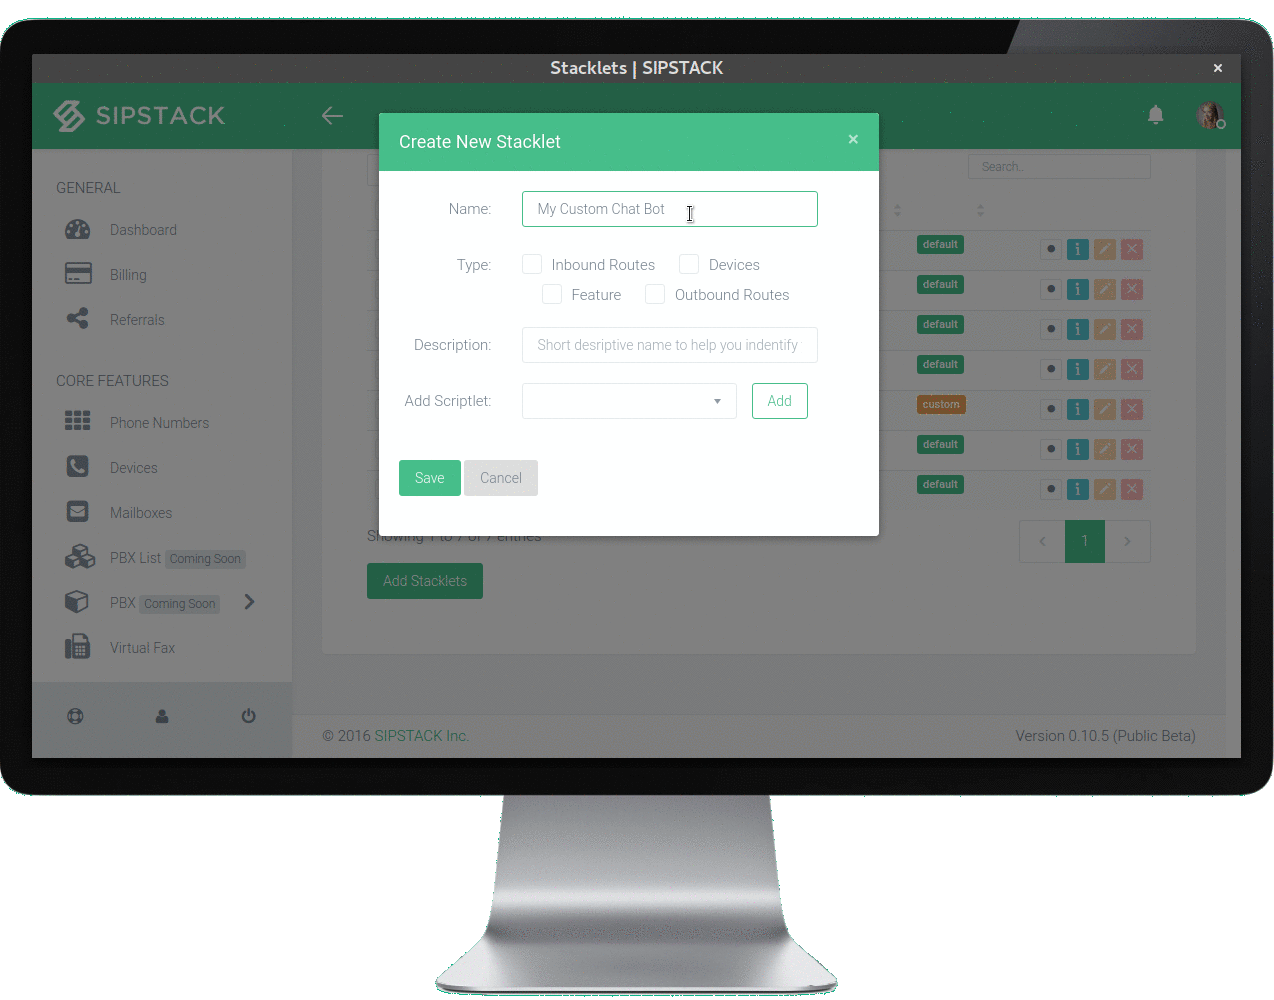 Stacklets | SIPSTACK ×
SIPSTACK
Create New Stacklet ×
Search..
GENERAL
Dashboard
Billing
Referrals
CORE FEATURES
Phone Numbers
Devices
Mailboxes
PBX List Coming Soon
PBX Coming Soon
Virtual Fax
Name: My Custom Chat Bot
Type: Inbound Routes Devices
Feature Outbound Routes
Description: Short desriptive name to help you indentify
Add Scriptlet: Add
Save Cancel
default
default
default
default
custom
default
default
Showing 1 to 7 of 7 entries
1
Add Stacklets
© 2016 SIPSTACK Inc. Version 0.10.5 (Public Beta)